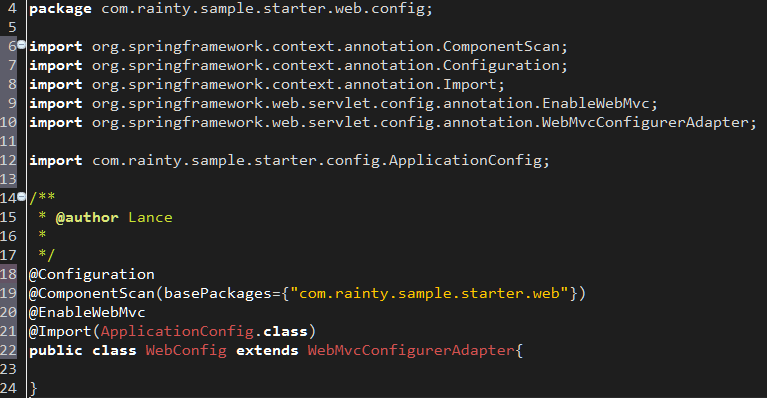 4 package com.rainty.sample.starter.web.config;
5
6 import org.springframework.context.annotation.ComponentScan;
7 import org.springframework.context.annotation.Configuration;
8 import org.springframework.context.annotation.Import;
9 import org.springframework.web.servlet.config.annotation.EnableWebMvc;
10 import org.springframework.web.servlet.config.annotation.WebMvcConfigurerAdapter;
11
12 import com.rainty.sample.starter.config.ApplicationConfig;
13
14 /**
15  * @author Lance
16  *
17  */
18 @Configuration
19 @ComponentScan(basePackages={"com.rainty.sample.starter.web"})
20 @EnableWebMvc
21 @Import(ApplicationConfig.class)
22 public class WebConfig extends WebMvcConfigurerAdapter{
23
24 }